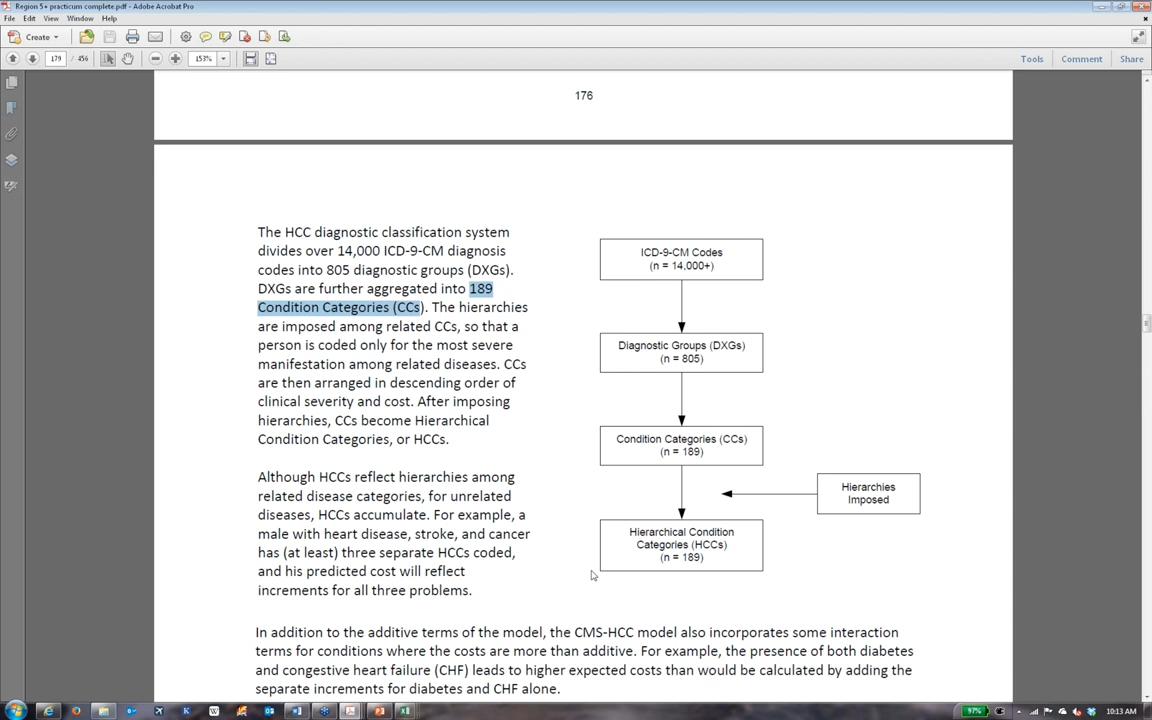 Region 5+ practicum complete.pdf - Adobe Acrobat Pro
File Edit View Window Help
Create
179 / 456 153% Tools Comment Share
176
The HCC diagnostic classification system
divides over 14,000 ICD-9-CM diagnosis
codes into 805 diagnostic groups (DXGs).
DXGs are further aggregated into 189
Condition Categories (CCs). The hierarchies
are imposed among related CCs, so that a
person is coded only for the most severe
manifestation among related diseases. CCs
are then arranged in descending order of
clinical severity and cost. After imposing
hierarchies, CCs become Hierarchical
Condition Categories, or HCCs.
Although HCCs reflect hierarchies among
related disease categories, for unrelated
diseases, HCCs accumulate. For example, a
male with heart disease, stroke, and cancer
has (at least) three separate HCCs coded,
and his predicted cost will reflect
increments for all three problems.
ICD-9-CM Codes
(n = 14,000+)
Diagnostic Groups (DXGs)
(n = 805)
Condition Categories (CCs)
(n = 189)
Hierarchies
Imposed
Hierarchical Condition
Categories (HCCs)
(n = 189)
In addition to the additive terms of the model, the CMS-HCC model also incorporates some interaction
terms for conditions where the costs are more than additive. For example, the presence of both diabetes
and congestive heart failure (CHF) leads to higher expected costs than would be calculated by adding the
separate increments for diabetes and CHF alone.
97% 10:13 AM